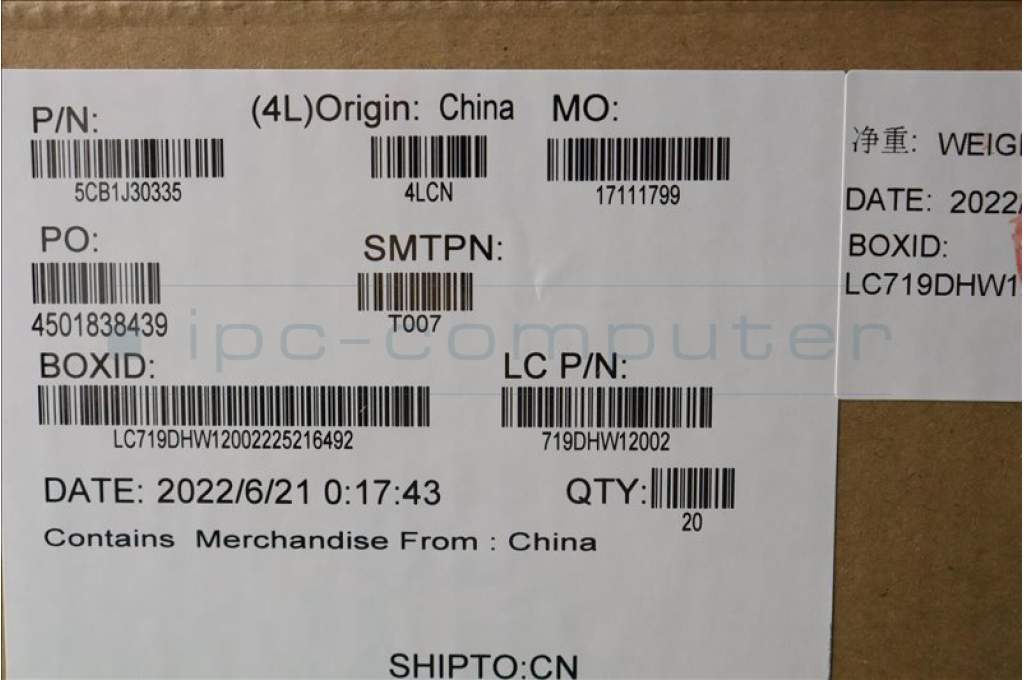 P/N: (4L)Origin: China MO:
5CB1J30335 4LCN 17111799
PO: SMTPN:
4501838439 T007
BOXID: LC P/N:
LC719DHW12002225216492 719DHW12002
DATE: 2022/6/21 0:17:43 QTY:
20
Contains Merchandise From : China
SHIPTO:CN
净重:
DATE: 2022/
BOXID:
LC719DHW1
ipc-computer